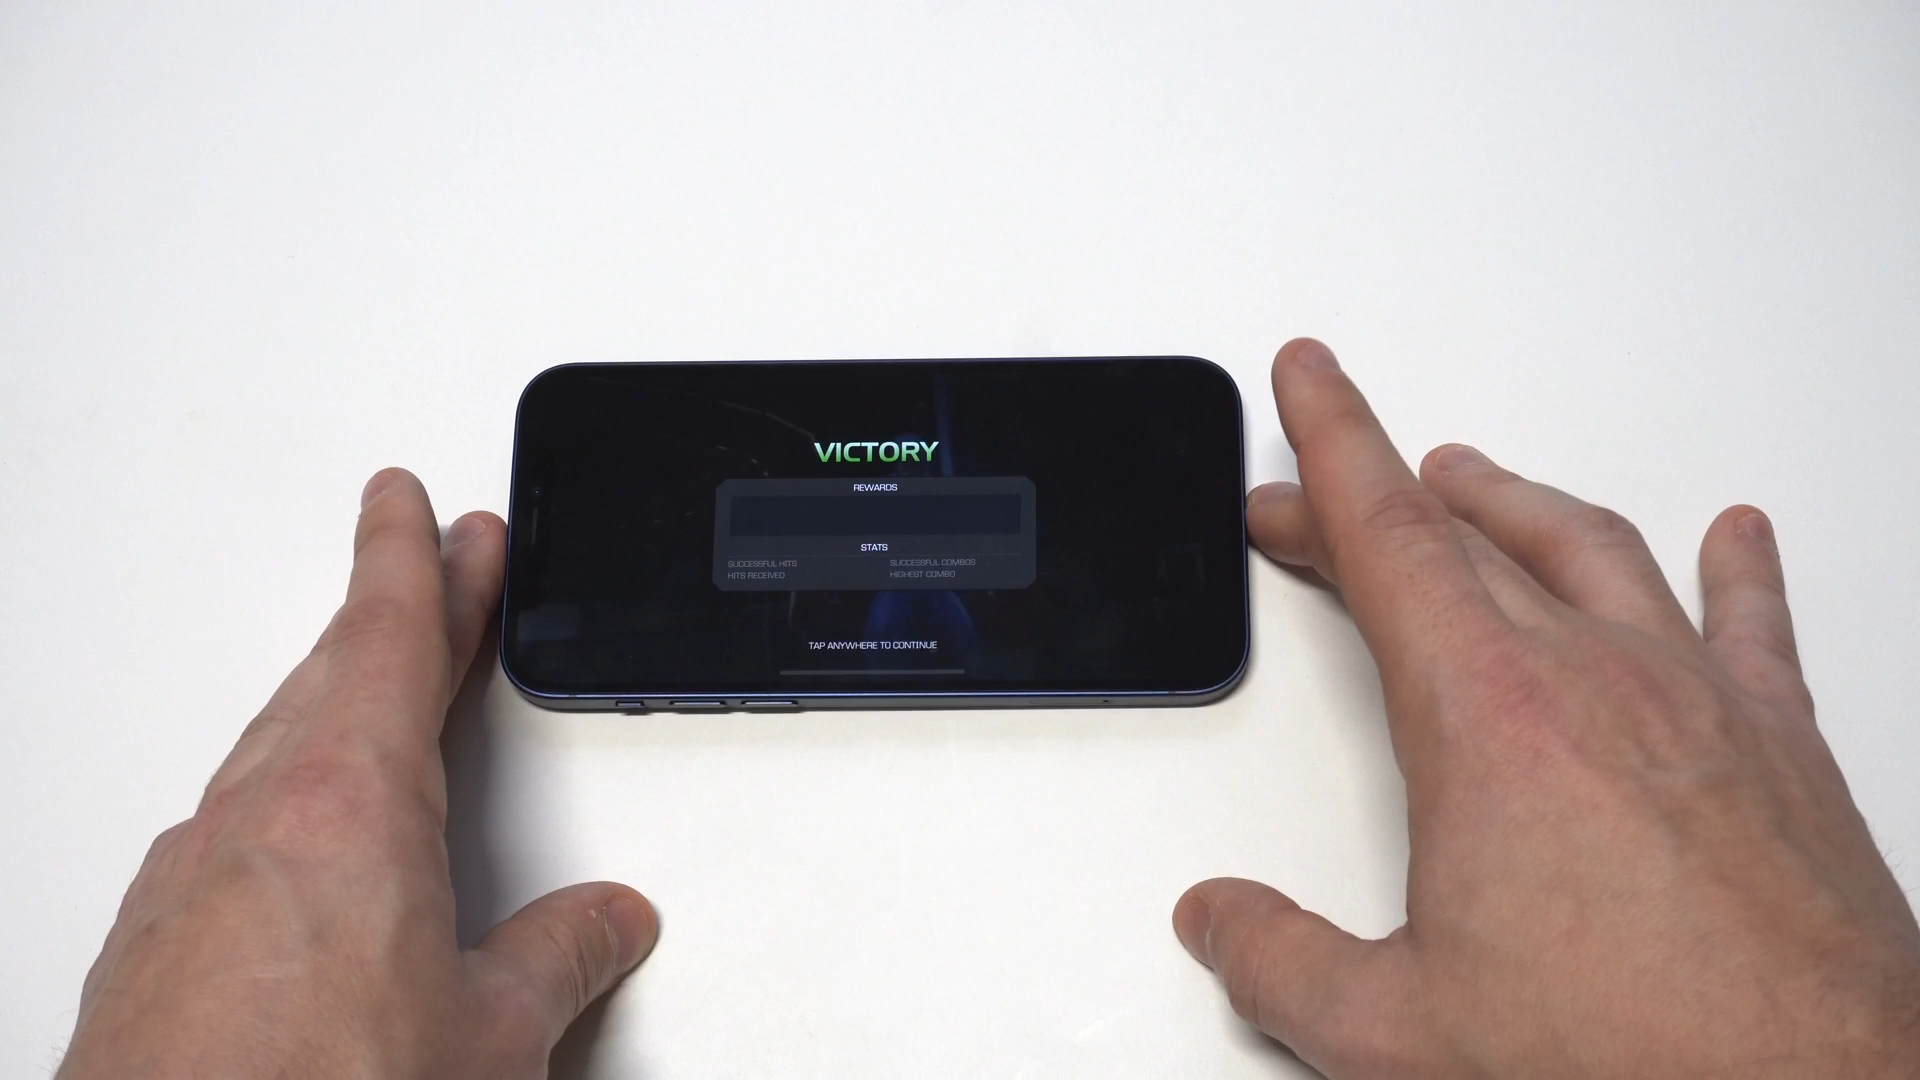 VICTORY
REWARDS
STATS
SUCCESSFUL HITS
SUCCESSFUL COMBOS
HITS RECEIVED
HIGHEST COMBO
TAP ANYWHERE TO CONTINUE